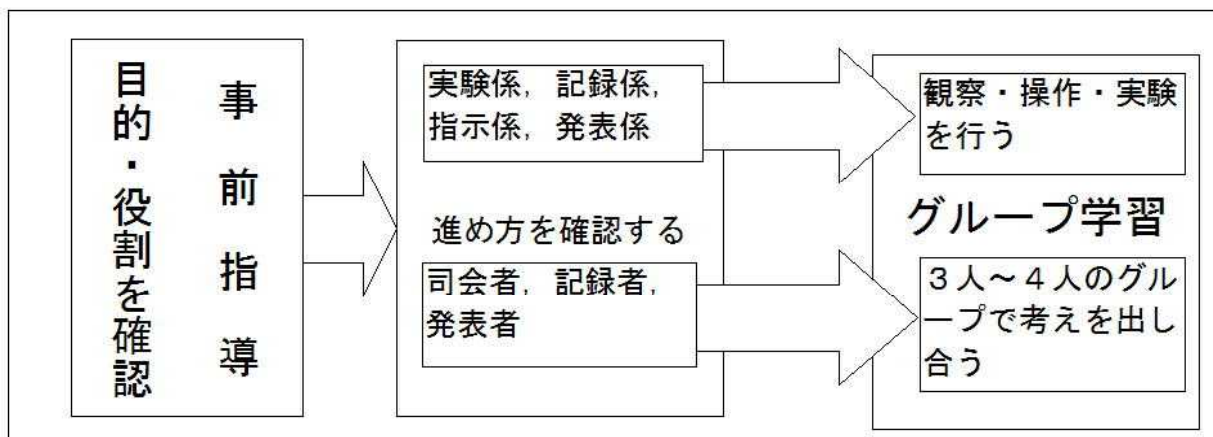 事前指導
目的・役割を確認
実験係，記録係，
指示係，発表係
進め方を確認する
司会者，記録者，
発表者
観察・操作・実験
を行う
グループ学習
３人～４人のグル
ープで考えを出し
合う